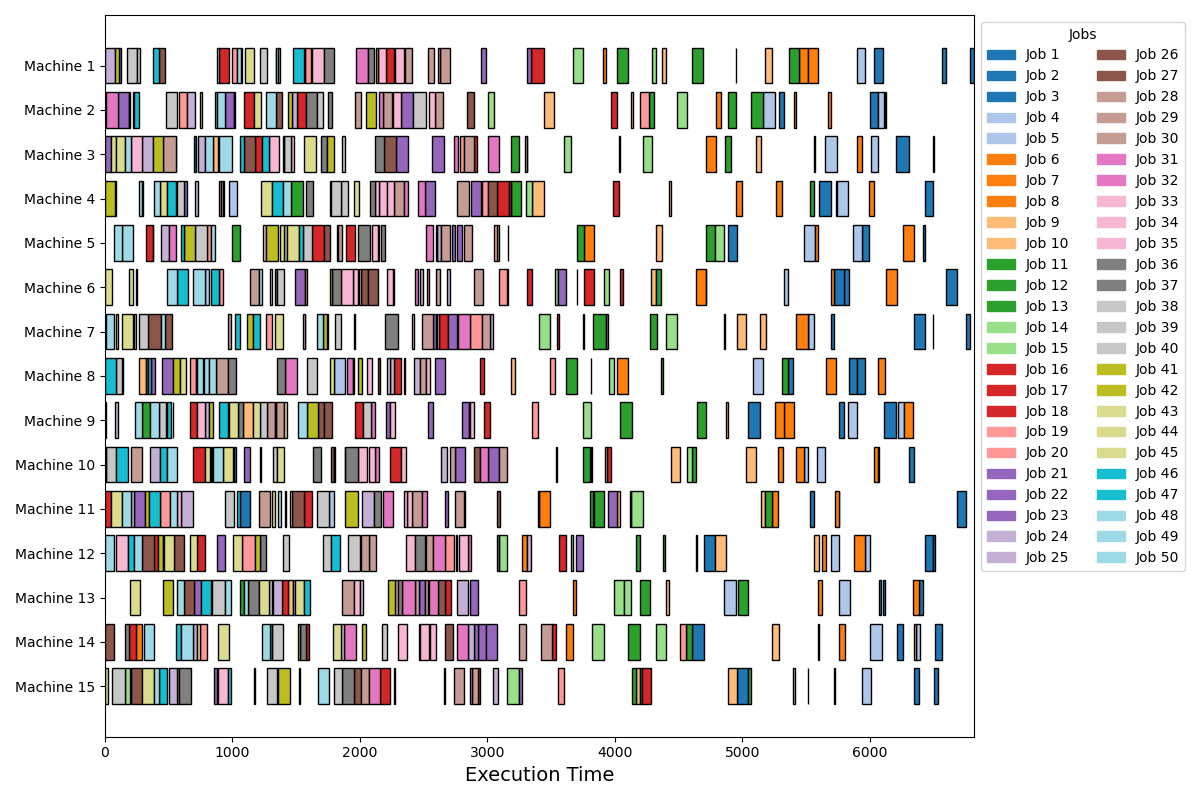 Machine 1
Machine 2
Machine 3
Machine 4
Machine 5
Machine 6
Machine 7
Machine 8
Machine 9
Machine 10
Machine 11
Machine 12
Machine 13
Machine 14
Machine 15
0 1000 2000 3000 4000 5000 6000
Execution Time
Jobs
Job 1 Job 26
Job 2 Job 27
Job 3 Job 28
Job 4 Job 29
Job 5 Job 30
Job 6 Job 31
Job 7 Job 32
Job 8 Job 33
Job 9 Job 34
Job 10 Job 35
Job 11 Job 36
Job 12 Job 37
Job 13 Job 38
Job 14 Job 39
Job 15 Job 40
Job 16 Job 41
Job 17 Job 42
Job 18 Job 43
Job 19 Job 44
Job 20 Job 45
Job 21 Job 46
Job 22 Job 47
Job 23 Job 48
Job 24 Job 49
Job 25 Job 50